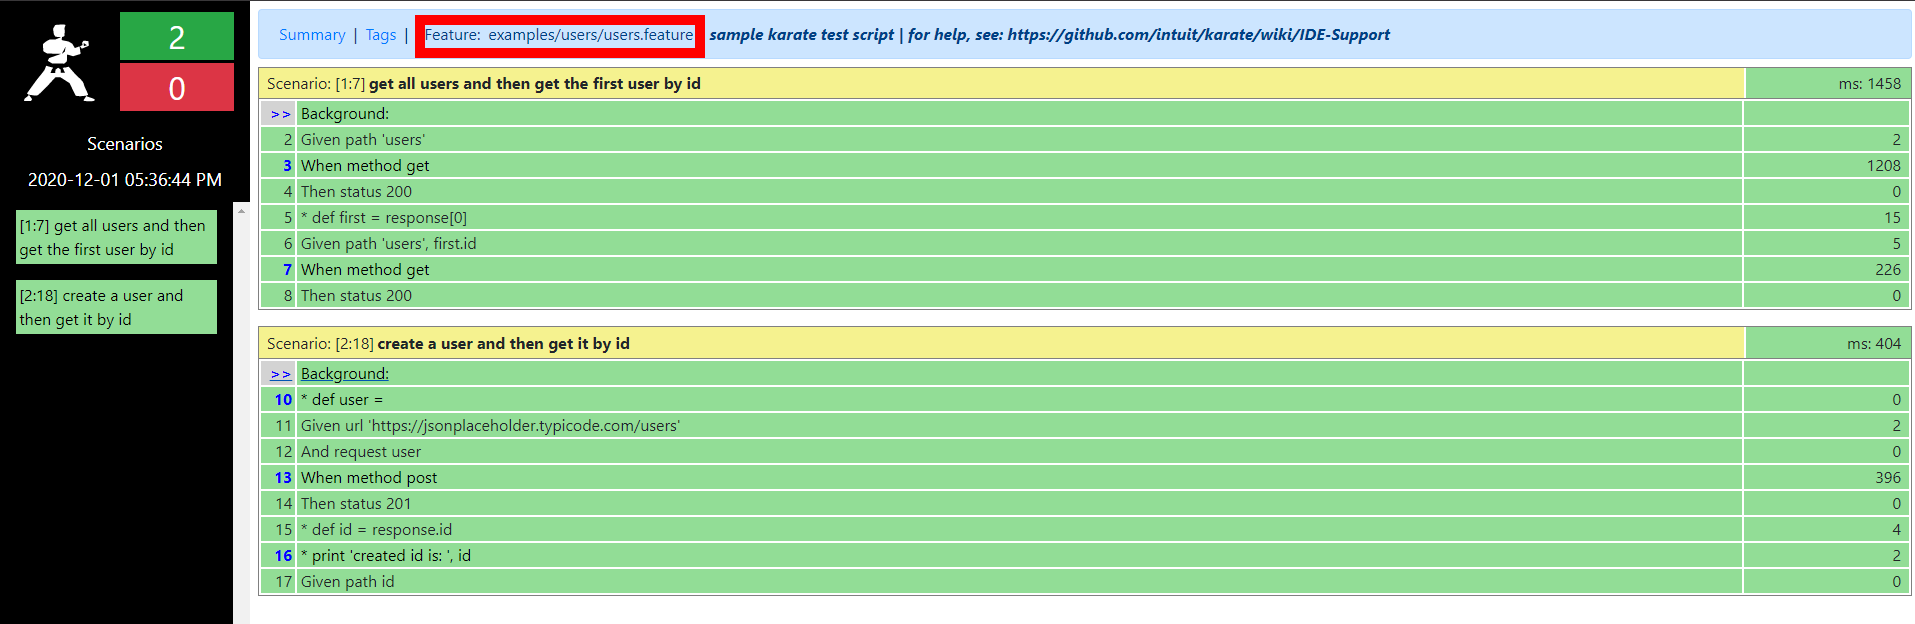 2
0
Scenarios
2020-12-01 05:36:44 PM
[1:7] get all users and then
get the first user by id
[2:18] create a user and
then get it by id
Summary | Tags | Feature: examples/users/users.feature sample karate test script | for help, see: https://github.com/intuit/karate/wiki/IDE-Support
Scenario: [1:7] get all users and then get the first user by id ms: 1458
>> Background:
2 Given path 'users' 2
3 When method get 1208
4 Then status 200 0
5 * def first = response[0] 15
6 Given path 'users', first.id 5
7 When method get 226
8 Then status 200 0
Scenario: [2:18] create a user and then get it by id ms: 404
>> Background:
10 * def user = 0
11 Given url 'https://jsonplaceholder.typicode.com/users' 2
12 And request user 0
13 When method post 396
14 Then status 201 0
15 * def id = response.id 4
16 * print 'created id is: ', id 2
17 Given path id 0